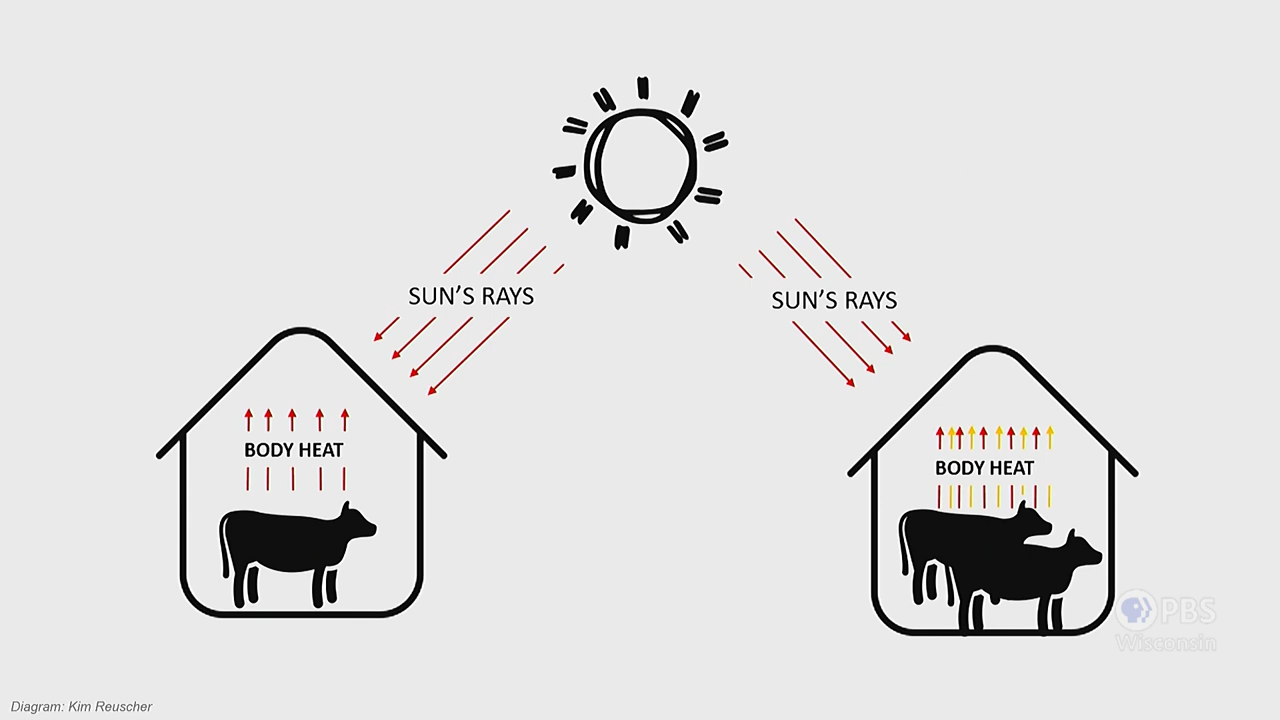 SUN'S RAYS
SUN'S RAYS
BODY HEAT
BODY HEAT
PBS
Wisconsin
Diagram: Kim Reuscher